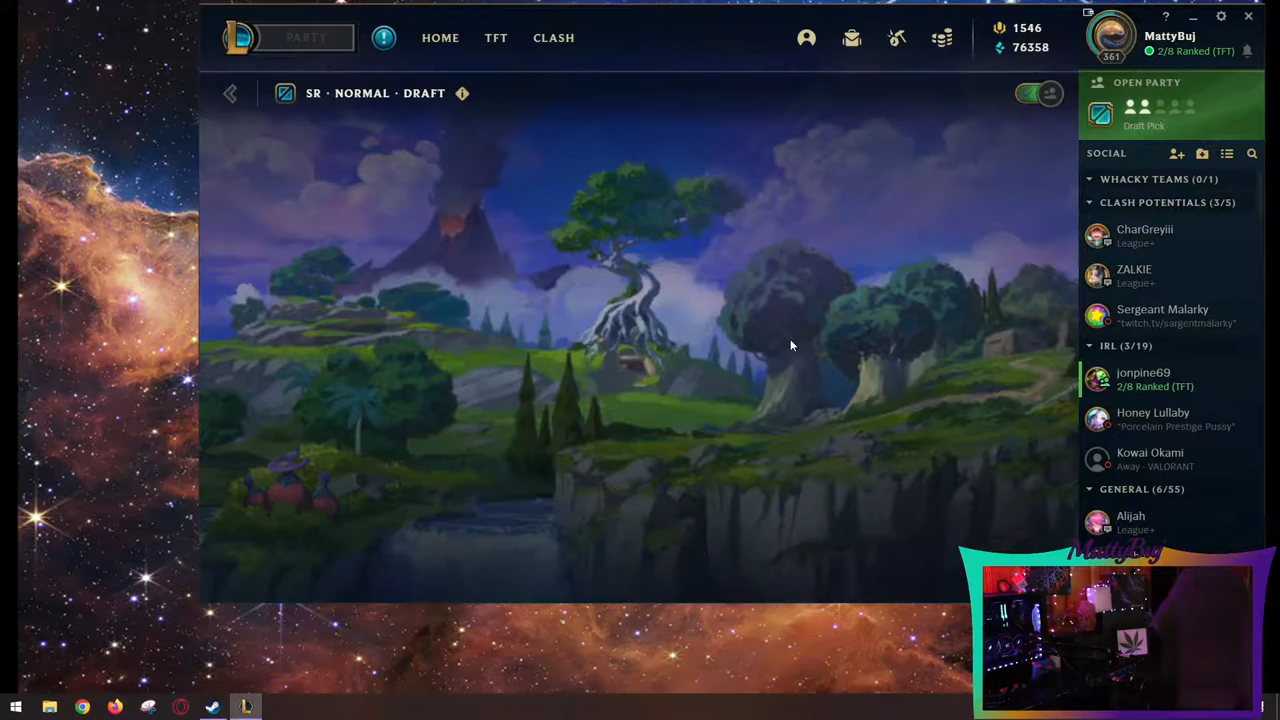 PARTY
HOME
TFT
CLASH
1546
76358
?
361
MattyBuj
2/8 Ranked (TFT)
SR · NORMAL · DRAFT
OPEN PARTY
Draft Pick
SOCIAL
WHACKY TEAMS (0/1)
CLASH POTENTIALS (3/5)
CharGreyiii
League+
ZALKIE
League+
Sergeant Malarky
"twitch.tv/sargentmalarky"
IRL (3/19)
jonpine69
2/8 Ranked (TFT)
Honey Lullaby
"Porcelain Prestige Pussy"
Kowai Okami
Away - VALORANT
GENERAL (6/55)
Alijah
League+
MattyBuj